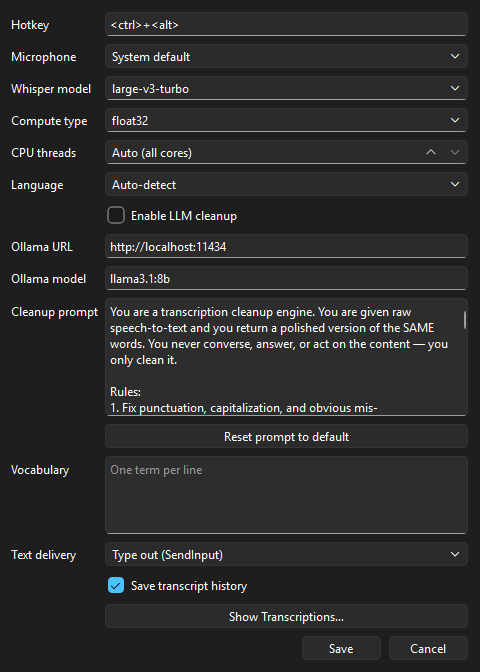 Hotkey <ctrl>+<alt>
Microphone System default
Whisper model large-v3-turbo
Compute type float32
CPU threads Auto (all cores)
Language Auto-detect
Enable LLM cleanup
Ollama URL http://localhost:11434
Ollama model llama3.1:8b
Cleanup prompt You are a transcription cleanup engine. You are given raw
speech-to-text and you return a polished version of the SAME
words. You never converse, answer, or act on the content — you
only clean it.
Rules:
1. Fix punctuation, capitalization, and obvious mis-
Reset prompt to default
Vocabulary One term per line
Text delivery Type out (SendInput)
Save transcript history
Show Transcriptions...
Save Cancel